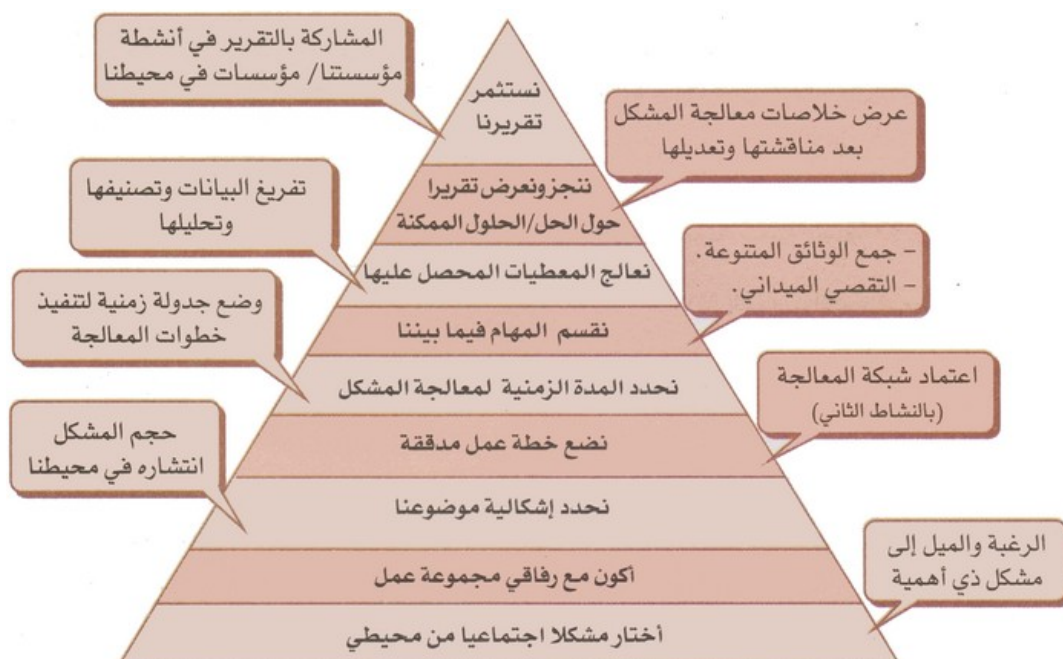 المشاركة بالتقرير في أنشطة
مؤسستنا/ مؤسسات في محيطنا
نستثمر
تقريرنا
عرض خلاصات معالجة المشكل
بعد مناقشتها وتعديلها
ننجز ونعرض تقريرا
حول الحل/الحلول الممكنة
تفريغ البيانات وتصنيفها
وتحليلها
نعالج المعطيات المحصل عليها
- جمع الوثائق المتنوعة.
- التقصي الميداني.
نقسم المهام فيما بيننا
وضع جدولة زمنية لتنفيذ
خطوات المعالجة
نحدد المدة الزمنية لمعالجة المشكل
اعتماد شبكة المعالجة
(بالنشاط الثاني)
نضع خطة عمل مدققة
حجم المشكل
انتشاره في محيطنا
نحدد إشكالية موضوعنا
الرغبة والميل إلى
مشكل ذي أهمية
أكون مع رفاقي مجموعة عمل
أختار مشكلا اجتماعيا من محيطي